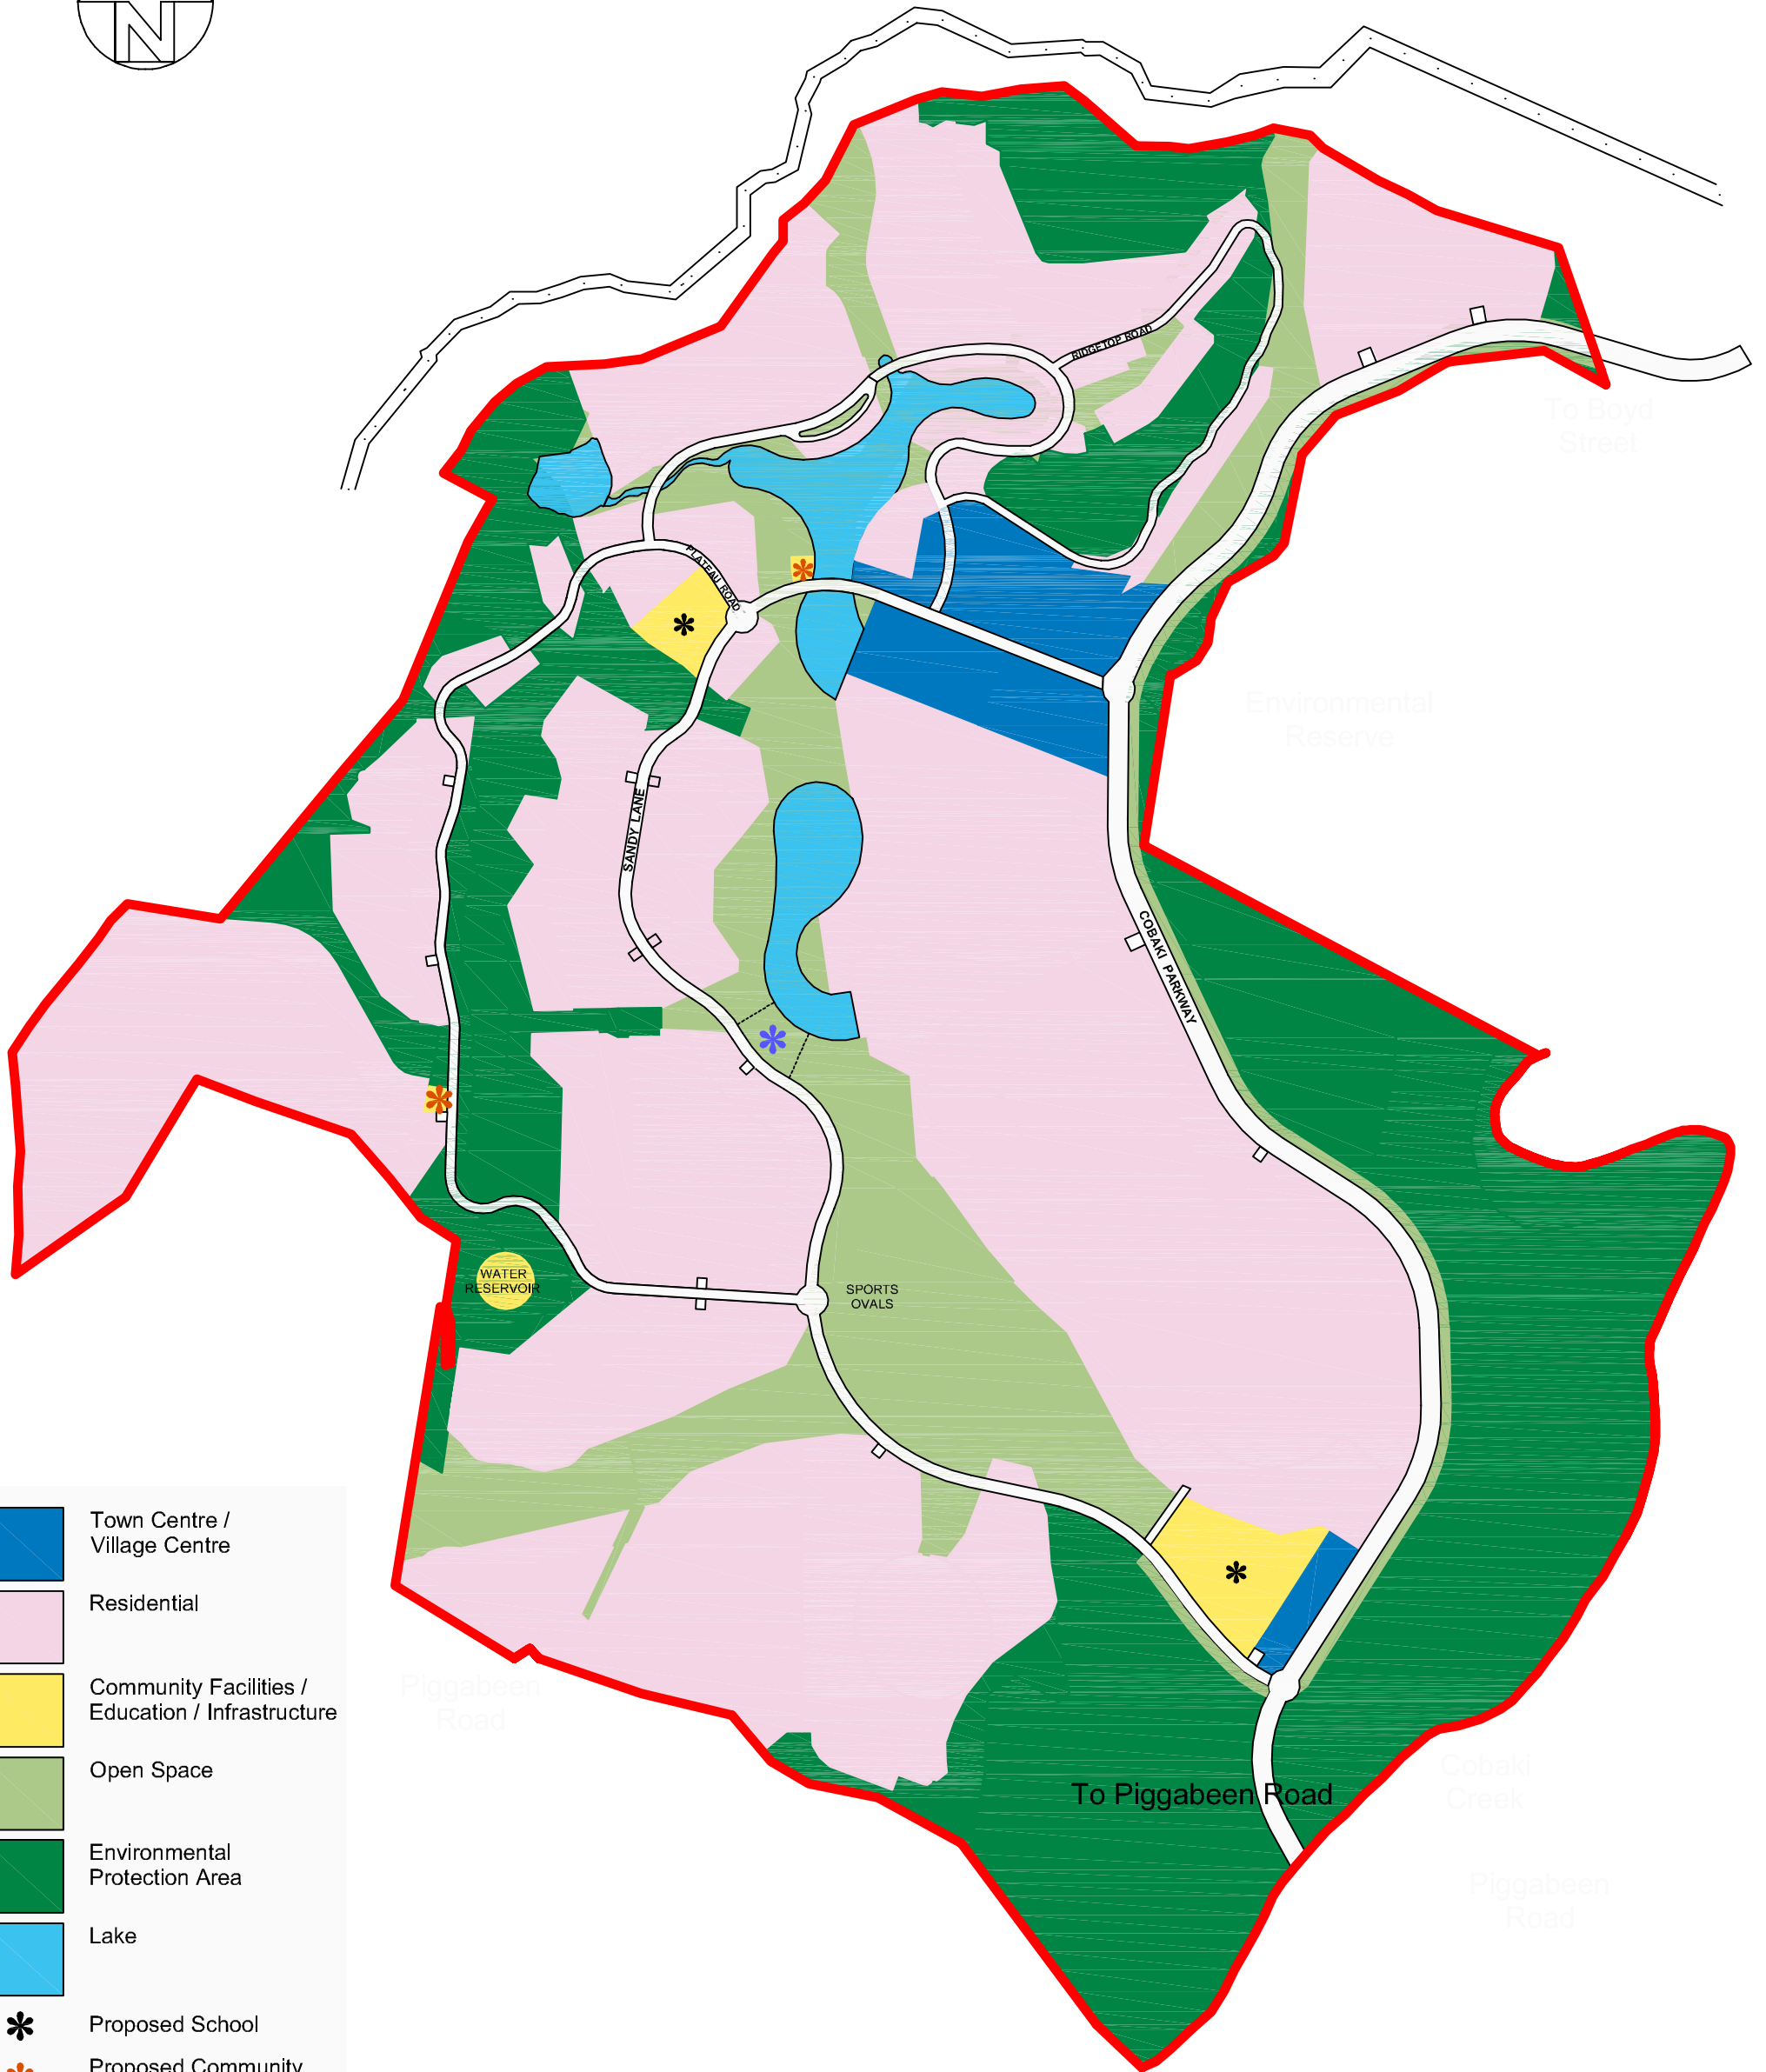 N
RIDGETOP ROAD
To Boyd
Street
PLATEAU ROAD
Environmental
Reserve
SANDY LANE
COBAKI PARKWAY
WATER
RESERVOIR
SPORTS
OVALS
Town Centre /
Village Centre
Residential
Community Facilities /
Education / Infrastructure
Open Space
Environmental
Protection Area
Lake
Proposed School
Proposed Community
Piggabeen
Road
To Piggabeen Road
Cobaki
Creek
Piggabeen
Road